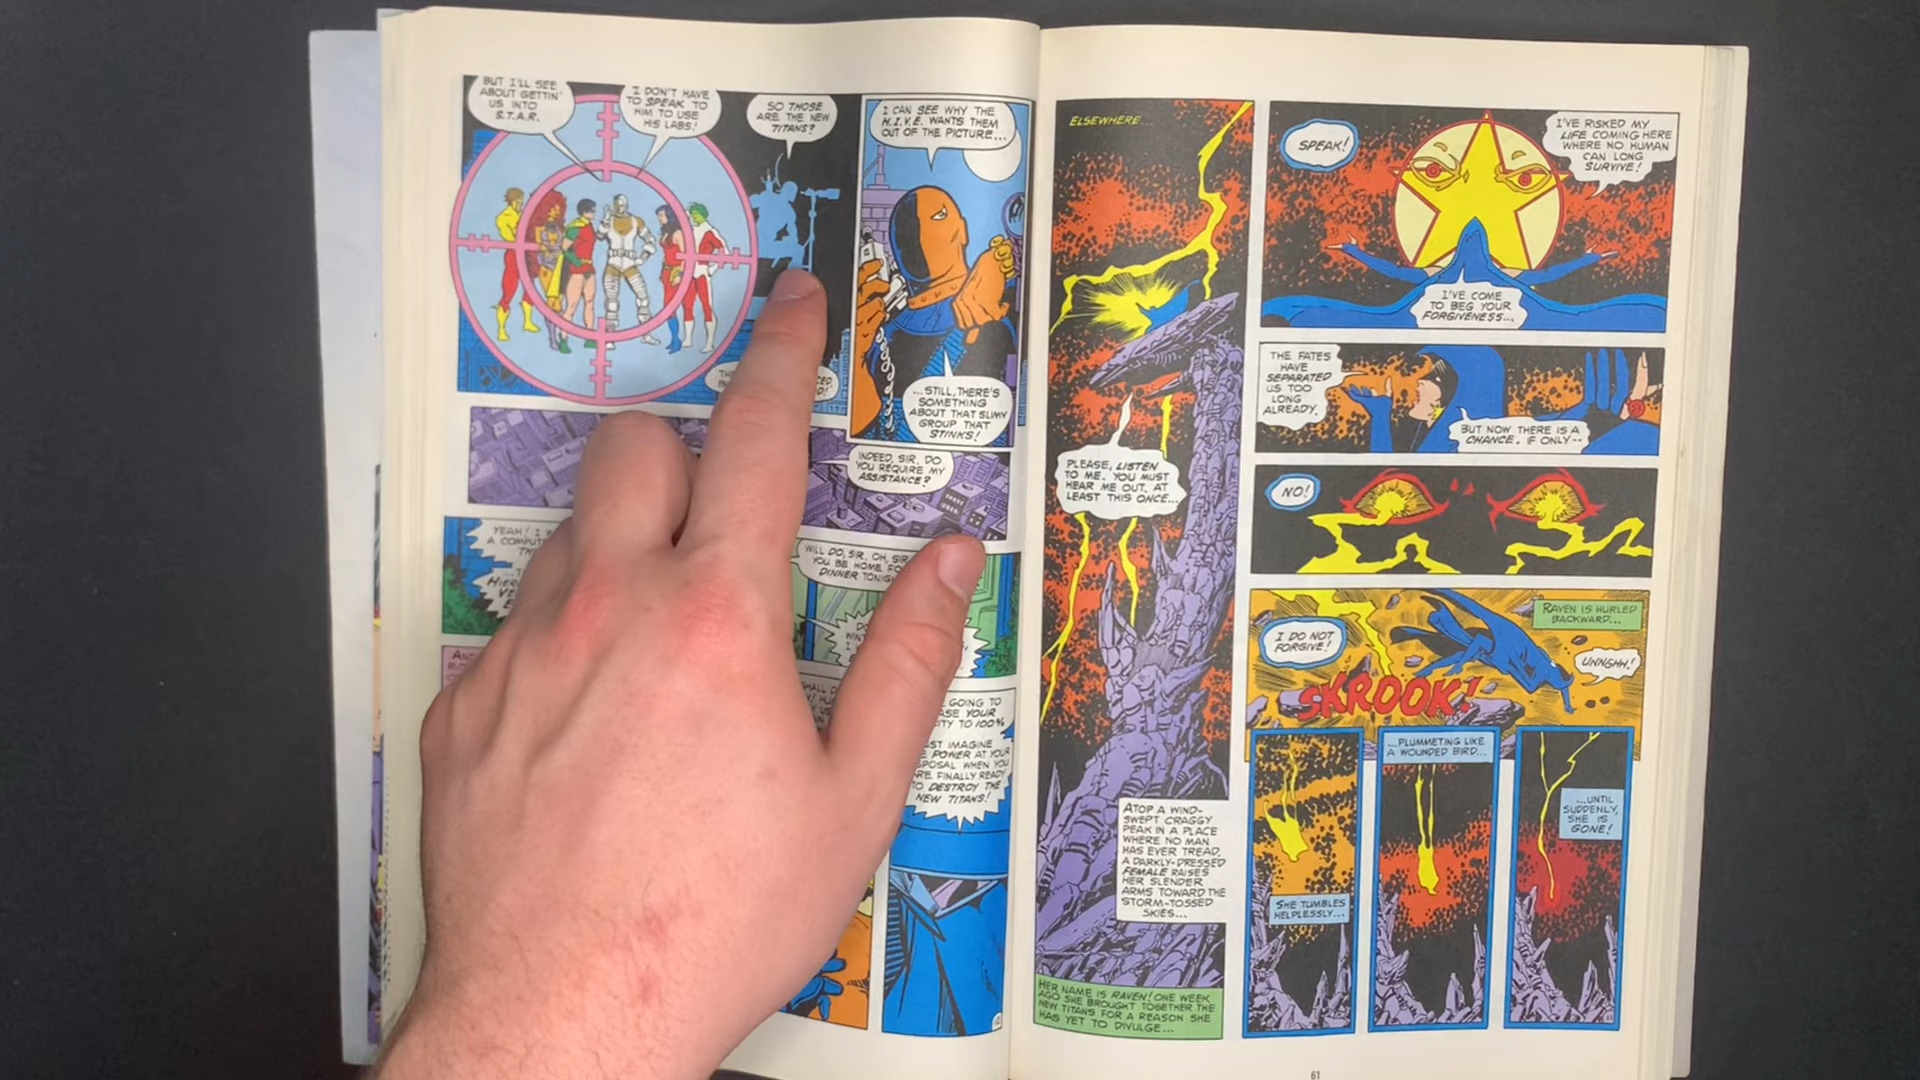 BUT I'LL SEE
ABOUT GETTIN'
US INTO
S.T.A.R.
I DON'T HAVE
TO SPEAK TO
HIM TO USE
HIS LABS!
SO THOSE
ARE THE NEW
TITANS?
I CAN SEE WHY THE
H.I.V.E. WANTS THEM
OUT OF THE PICTURE...
...STILL, THERE'S
SOMETHING
ABOUT THAT SLIMY
GROUP THAT
STINKS!
INDEED, SIR. DO
YOU REQUIRE MY
ASSISTANCE?
YEAH! I
A COMPUT
WILL DO, SIR. OH, SIR
YOU BE HOME FO
DINNER TONIG
GOING TO
ASE YOUR
ITY TO 100%
ST IMAGINE
POWER AT YOUR
POSAL WHEN YOU
ARE FINALLY READY
TO DESTROY THE
NEW TITANS!
ELSEWHERE...
PLEASE, LISTEN
TO ME. YOU MUST
HEAR ME OUT. AT
LEAST THIS ONCE...
ATOP A WIND-
SWEPT CRAGGY
PEAK IN A PLACE
WHERE NO MAN
HAS EVER TREAD,
A DARKLY-DRESSED
FEMALE RAISES
HER SLENDER
ARMS TOWARD THE
STORM-TOSSED
SKIES...
HER NAME IS RAVEN! ONE WEEK
AGO SHE BROUGHT TOGETHER THE
NEW TITANS FOR A REASON SHE
HAS YET TO DIVULGE...
SPEAK!
I'VE RISKED MY
LIFE COMING HERE
WHERE NO HUMAN
CAN LONG
SURVIVE!
I'VE COME
TO BEG YOUR
FORGIVENESS...
THE FATES
HAVE
SEPARATED
US TOO
LONG
ALREADY.
BUT NOW THERE IS A
CHANCE. IF ONLY--
NO!
RAVEN IS HURLED
BACKWARD...
I DO NOT
FORGIVE!
UNNGHH!
SKROOK!
SHE TUMBLES
HELPLESSLY...
...PLUMMETING LIKE
A WOUNDED BIRD...
...UNTIL
SUDDENLY,
SHE IS
GONE!
61